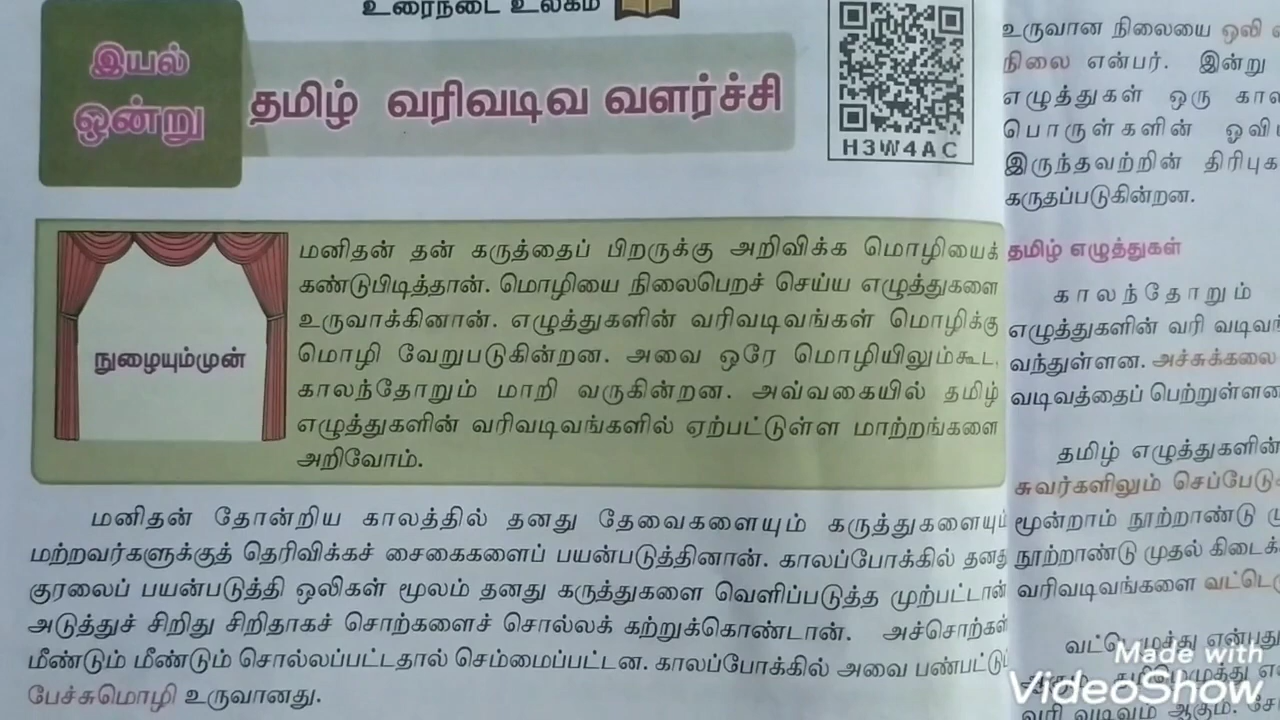 உரைநடை உலகம்
இயல்
ஒன்று
தமிழ் வரிவடிவ வளர்ச்சி
H3W4AC
நுழையும்முன்
மனிதன் தன் கருத்தைப் பிறருக்கு அறிவிக்க மொழியைக்
கண்டுபிடித்தான். மொழியை நிலைபெறச் செய்ய எழுத்துகளை
உருவாக்கினான். எழுத்துகளின் வரிவடிவங்கள் மொழிக்கு
மொழி வேறுபடுகின்றன. அவை ஒரே மொழியிலும்கூட,
காலந்தோறும் மாறி வருகின்றன. அவ்வகையில் தமிழ்
எழுத்துகளின் வரிவடிவங்களில் ஏற்பட்டுள்ள மாற்றங்களை
அறிவோம்.
மனிதன் தோன்றிய காலத்தில் தனது தேவைகளையும் கருத்துகளையும்
மற்றவர்களுக்குத் தெரிவிக்கச் சைகைகளைப் பயன்படுத்தினான். காலப்போக்கில் தனது
குரலைப் பயன்படுத்தி ஒலிகள் மூலம் தனது கருத்துகளை வெளிப்படுத்த முற்பட்டான்
அடுத்துச் சிறிது சிறிதாகச் சொற்களைச் சொல்லக் கற்றுக்கொண்டான். அச்சொற்கள்
மீண்டும் மீண்டும் சொல்லப்பட்டதால் செம்மைப்பட்டன. காலப்போக்கில் அவை பண்பட்டுப்
பேச்சுமொழி உருவானது.
உருவான நிலையை ஒலி
நிலை என்பர். இன்று
எழுத்துகள் ஒரு
பொருள்களின்
இருந்தவற்றின்
கருதப்படுகின்றன.
தமிழ் எழுத்துகள்
காலந்தோறும்
எழுத்துகளின் வரி
வந்துள்ளன. அச்சுக்கலை
வடிவத்தைப்
தமிழ் எழுத்துகளின்
சுவர்களிலும்
மூன்றாம் நூற்றாண்டு
நூற்றாண்டு முதல்
வரிவடிவங்களை
வரி வடிவம் ஆகும்.
Made with
VideoShow